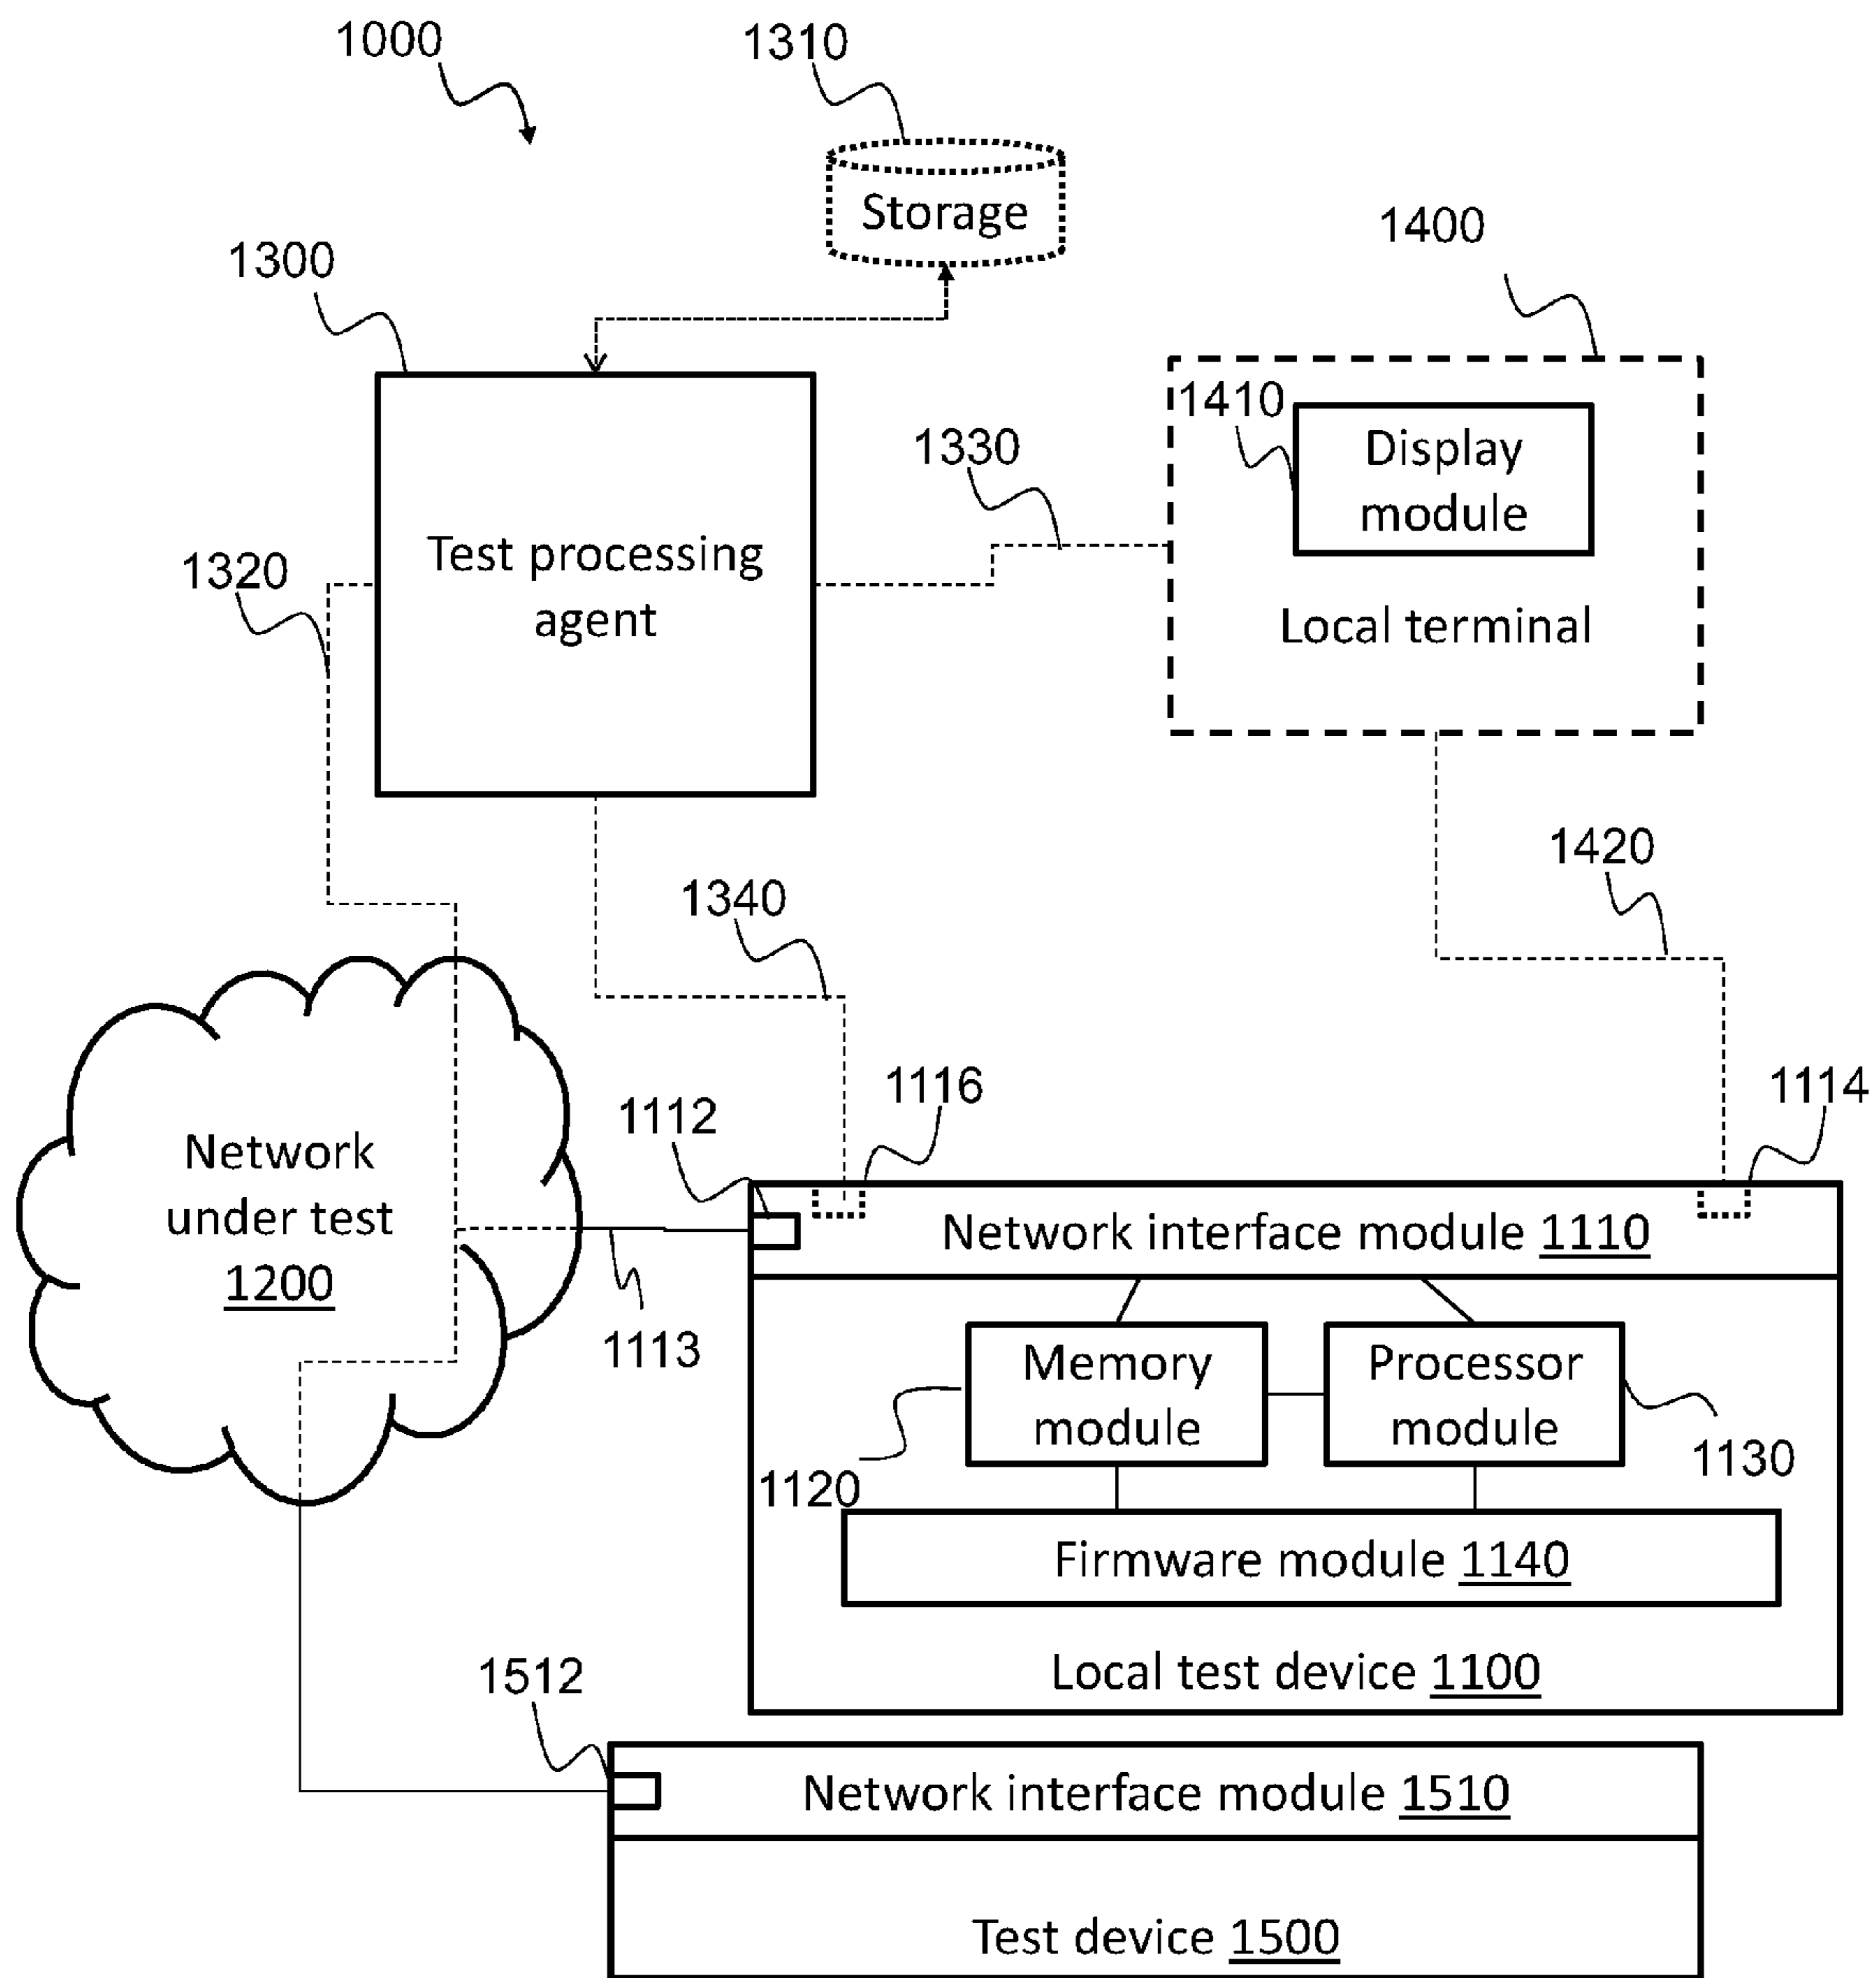 1000
1310
Storage
1400
1300
1410
Display
module
1330
Test processing
agent
1320
Local terminal
1420
1340
1116
1114
1112
Network
under test
1200
Network interface module 1110
1113
Memory
module
Processor
module
1120
1130
Firmware module 1140
Local test device 1100
1512
Network interface module 1510
Test device 1500